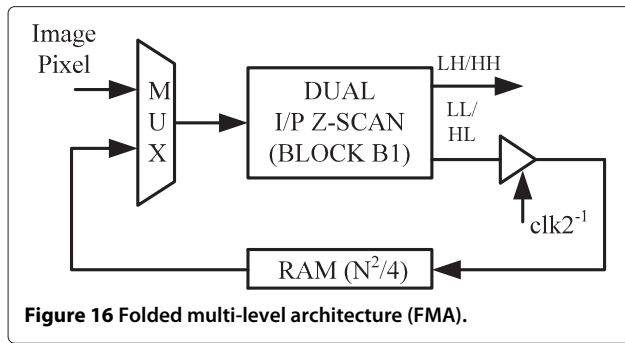 Image
Pixel
M
U
X
DUAL
I/P Z-SCAN
(BLOCK B1)
LH/HH
LL/
HL
clk2⁻¹
RAM (N²/4)
Figure 16 Folded multi-level architecture (FMA).